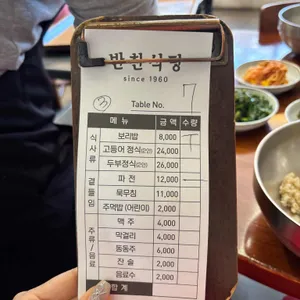 반찬식당
since 1960
③
Table No. 7
메뉴 금액 수량
식사류
보리밥 8,000
고등어 정식(2인) 24,000
두부정식(2인) 26,000
곁들임
파전 12,000
묵무침 11,000
주먹밥 (어린이) 2,000
주류/음료
맥주 4,000
막걸리 4,000
동동주 6,000
잔술 2,000
음료수 2,000
합계